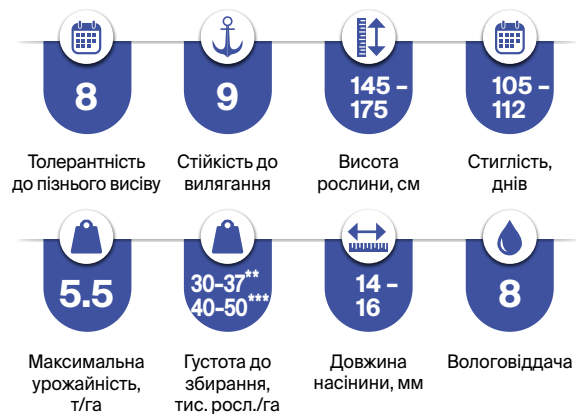 8
9
145 –
175
105 –
112
Толерантність
до пізнього висіву
Стійкість до
вилягання
Висота
рослини, см
Стиглість,
днів
5.5
30–37**
40–50***
14 –
16
8
Максимальна
урожайність,
т/га
Густота до
збирання,
тис. росл./га
Довжина
насінини, мм
Вологовіддача